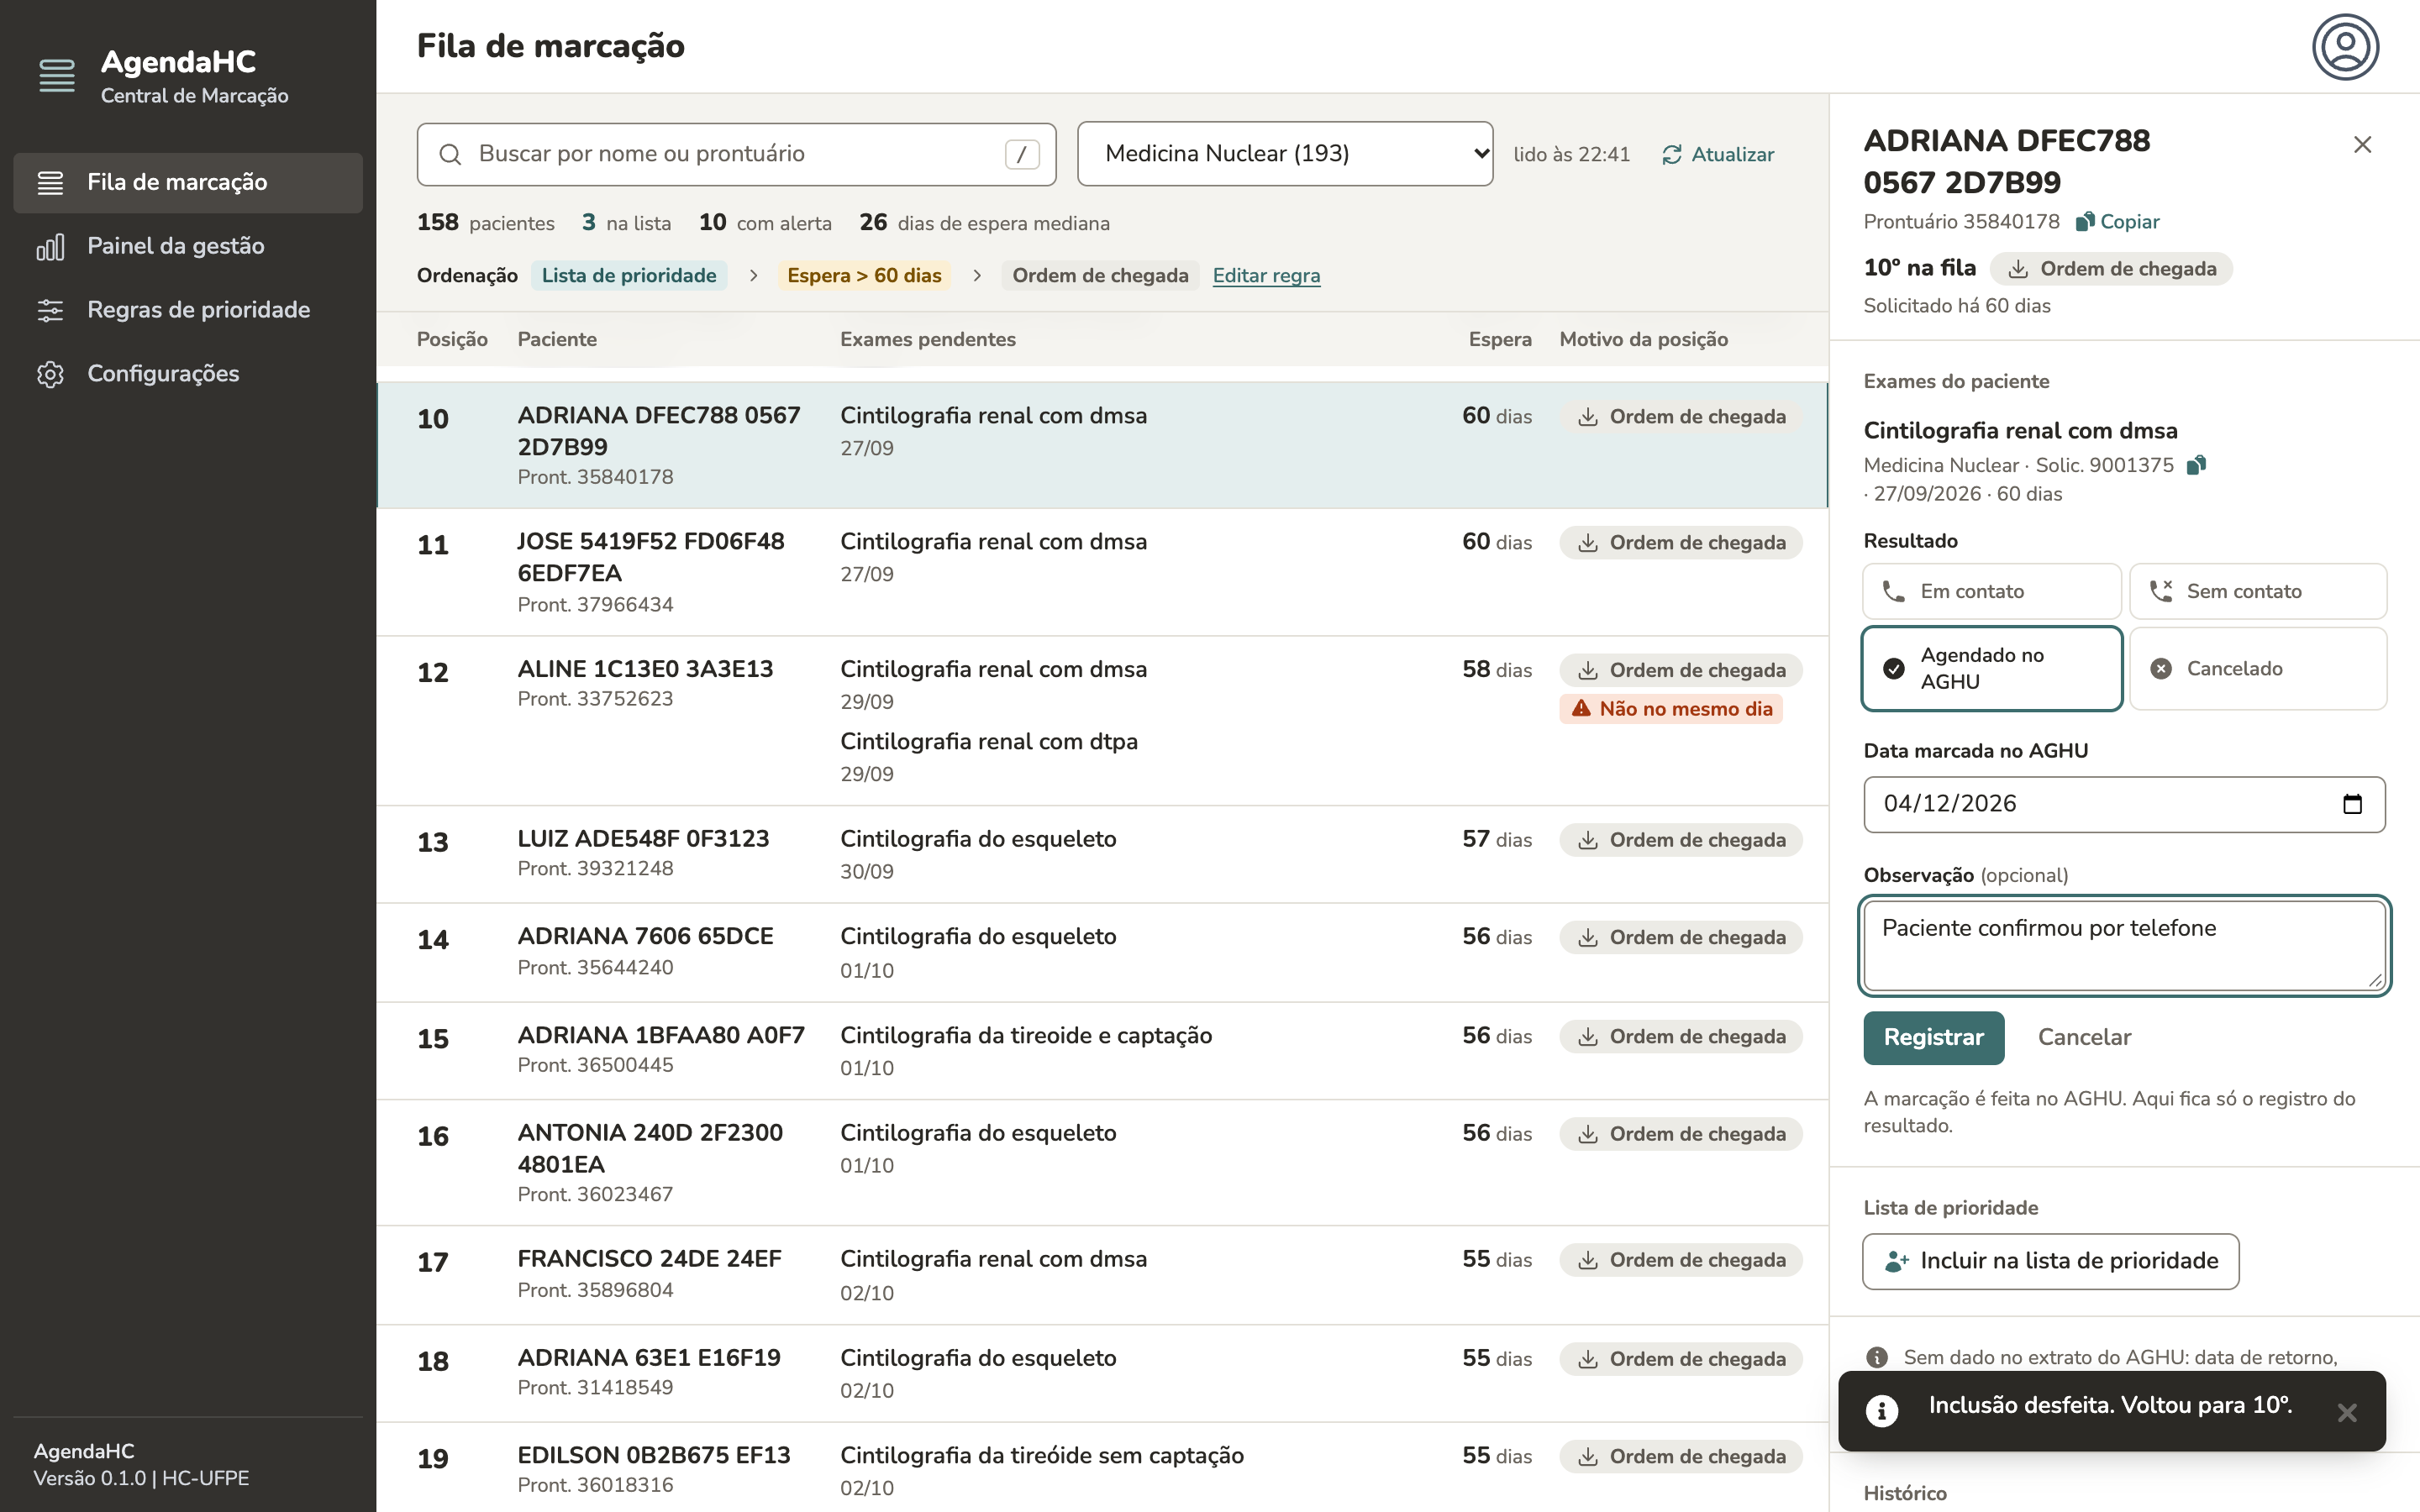 AgendaHC
Central de Marcação
Fila de marcação
Painel da gestão
Regras de prioridade
Configurações
AgendaHC
Versão 0.1.0 | HC-UFPE
Fila de marcação
Buscar por nome ou prontuário /
Medicina Nuclear (193)
lido às 22:41
Atualizar
158 pacientes 3 na lista 10 com alerta 26 dias de espera mediana
Ordenação Lista de prioridade > Espera > 60 dias > Ordem de chegada Editar regra
Posição Paciente Exames pendentes Espera Motivo da posição
10 ADRIANA DFEC788 0567 Cintilografia renal com dmsa 60 dias Ordem de chegada
2D7B99 27/09
Pront. 35840178
11 JOSE 5419F52 FD06F48 Cintilografia renal com dmsa 60 dias Ordem de chegada
6EDF7EA 27/09
Pront. 37966434
12 ALINE 1C13E0 3A3E13 Cintilografia renal com dmsa 58 dias Ordem de chegada
Pront. 33752623 29/09 Não no mesmo dia
Cintilografia renal com dtpa
29/09
13 LUIZ ADE548F 0F3123 Cintilografia do esqueleto 57 dias Ordem de chegada
Pront. 39321248 30/09
14 ADRIANA 7606 65DCE Cintilografia do esqueleto 56 dias Ordem de chegada
Pront. 35644240 01/10
15 ADRIANA 1BFAA80 A0F7 Cintilografia da tireoide e captação 56 dias Ordem de chegada
Pront. 36500445 01/10
16 ANTONIA 240D 2F2300 Cintilografia do esqueleto 56 dias Ordem de chegada
4801EA 01/10
Pront. 36023467
17 FRANCISCO 24DE 24EF Cintilografia renal com dmsa 55 dias Ordem de chegada
Pront. 35896804 02/10
18 ADRIANA 63E1 E16F19 Cintilografia do esqueleto 55 dias Ordem de chegada
Pront. 31418549 02/10
19 EDILSON 0B2B675 EF13 Cintilografia da tireóide sem captação 55 dias Ordem de chegada
Pront. 36018316 02/10
ADRIANA DFEC788
0567 2D7B99
Prontuário 35840178 Copiar
10º na fila Ordem de chegada
Solicitado há 60 dias
Exames do paciente
Cintilografia renal com dmsa
Medicina Nuclear · Solic. 9001375
· 27/09/2026 · 60 dias
Resultado
Em contato
Sem contato
Agendado no
AGHU
Cancelado
Data marcada no AGHU
04/12/2026
Observação (opcional)
Paciente confirmou por telefone
Registrar Cancelar
A marcação é feita no AGHU. Aqui fica só o registro do
resultado.
Lista de prioridade
Incluir na lista de prioridade
Sem dado no extrato do AGHU: data de retorno,
Inclusão desfeita. Voltou para 10º.
Histórico